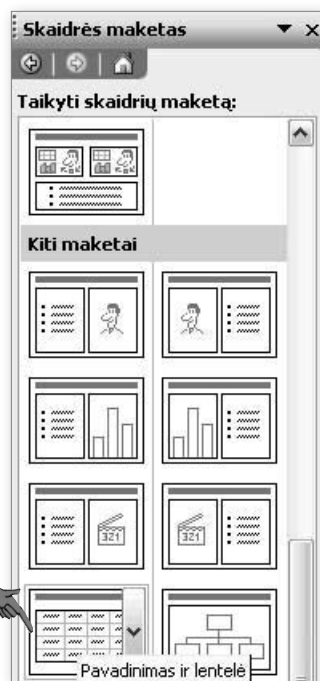 Skaidrės maketas
Taikyti skaidrių maketą:
Kiti maketai
321
321
Pavadinimas ir lentelė